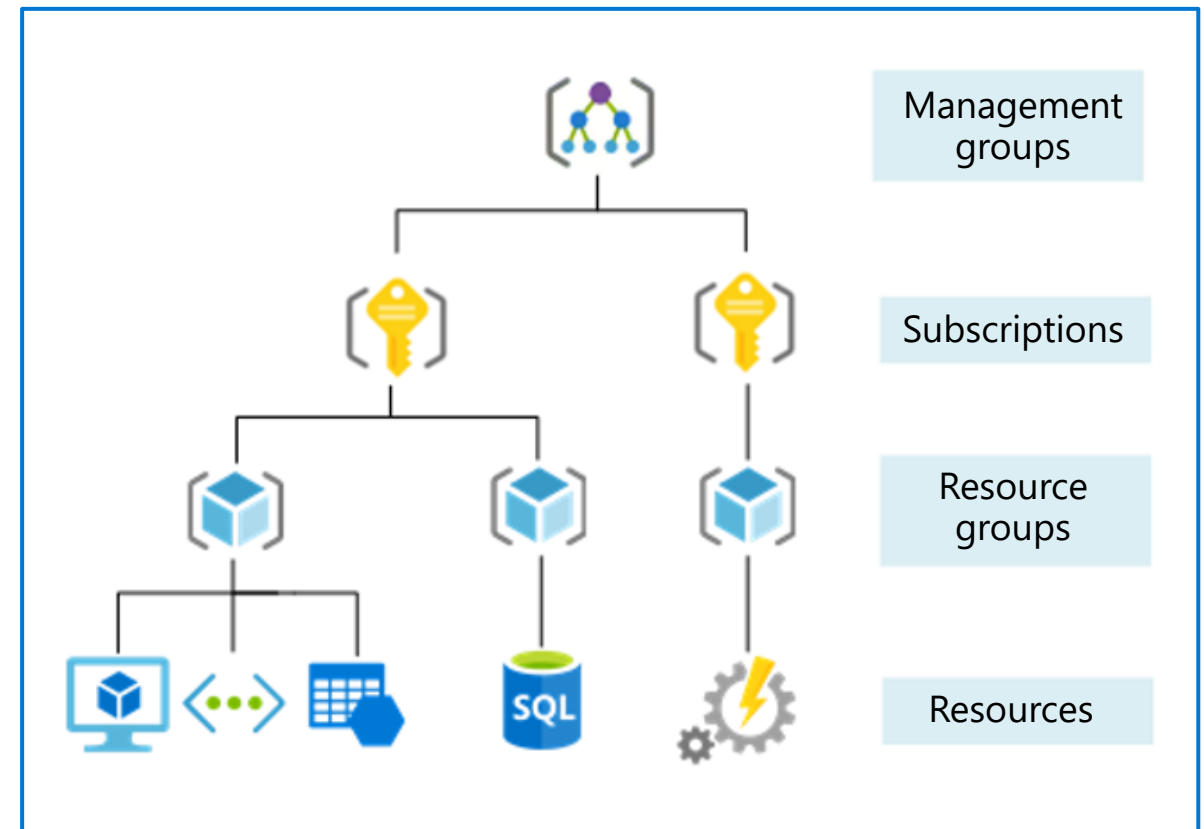 Management
groups
Subscriptions
Resource
groups
SQL
Resources